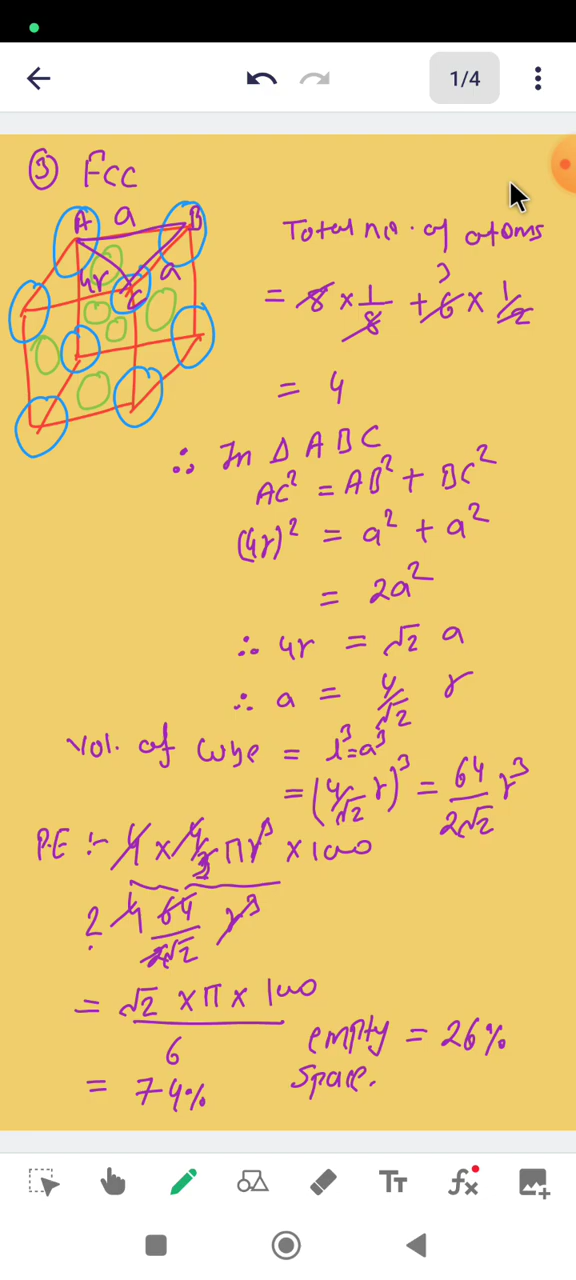 1/4
③ Fcc
A a B
a
4r
C
Total no. of atoms
= 8 × 1/8 + 6 × 1/2
3
= 4
∴ In Δ ABC
AC² = AB² + BC²
(4r)² = a² + a²
= 2a²
∴ 4r = √2 a
∴ a = 4/√2 r
Vol. of cube = l³ = a³
= (4/√2 r)³ = 64/2√2 r³
P.E :- 4 × 4/3 πr³ × 100
64/2√2 r³
= √2 × π × 100
6
empty = 26%
space.
= 74%
Tt
fx